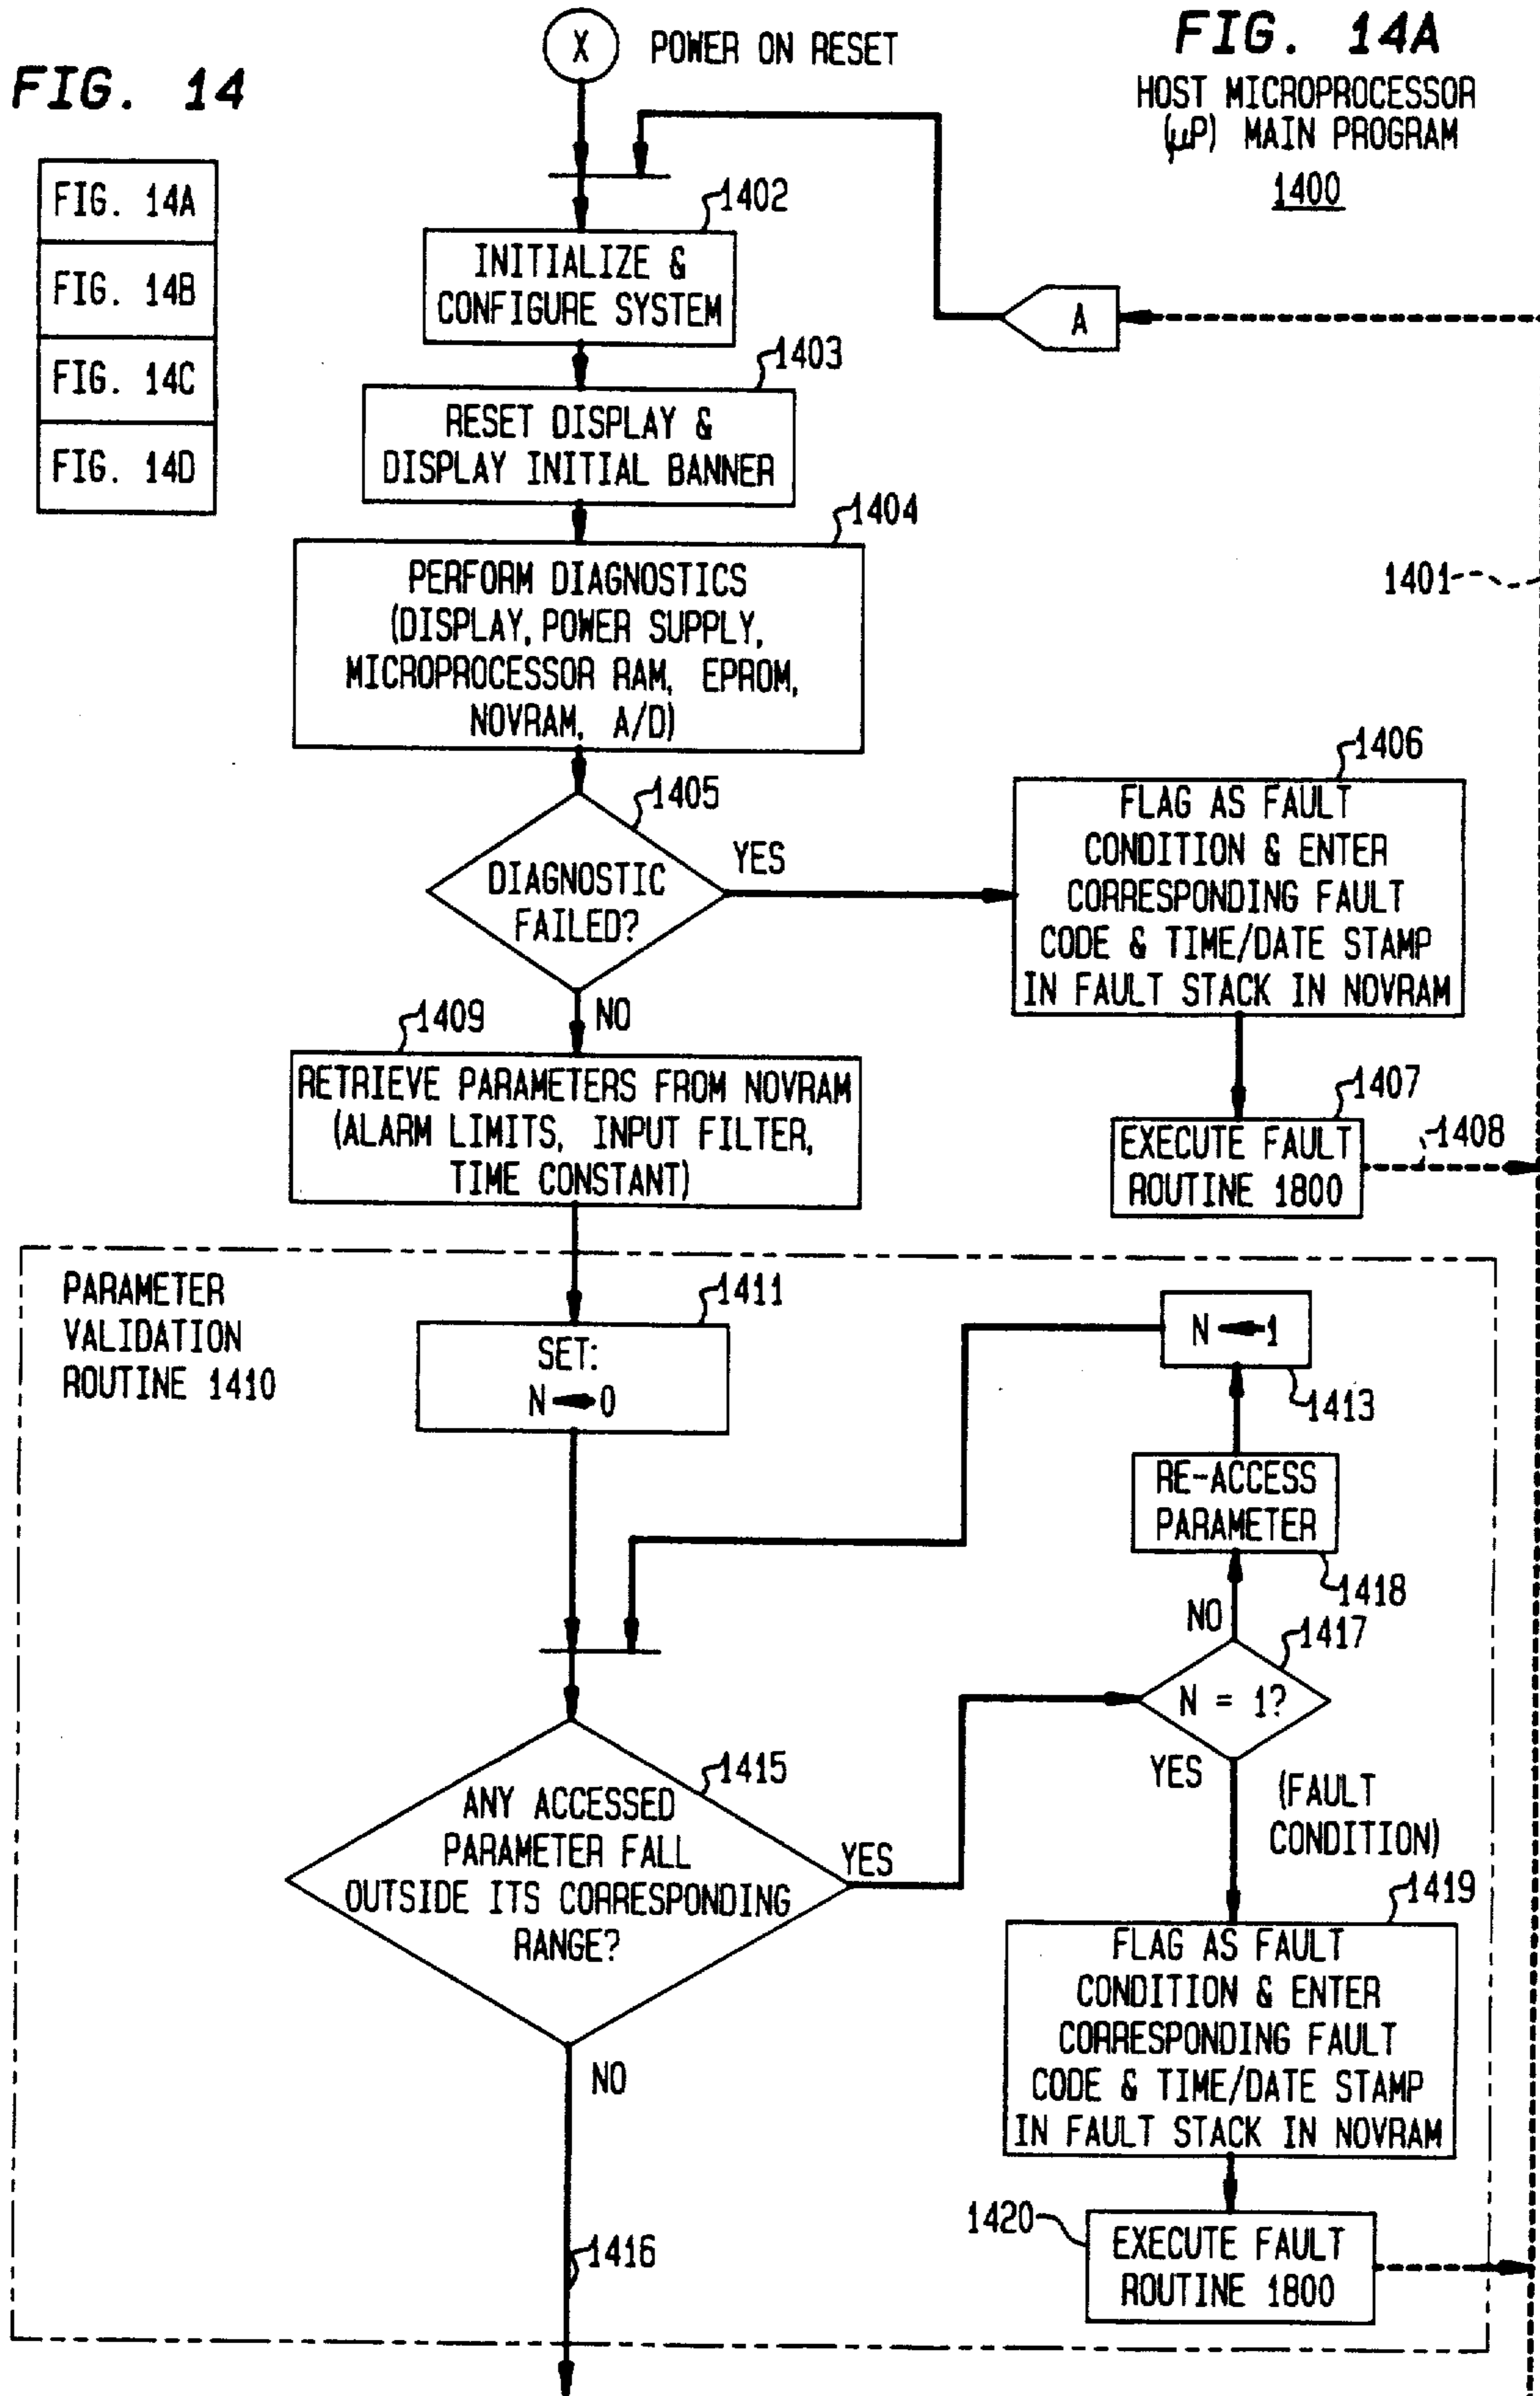 FIG. 14
FIG. 14A
FIG. 14B
FIG. 14C
FIG. 14D
X
POWER ON RESET
FIG. 14A
HOST MICROPROCESSOR
(µP) MAIN PROGRAM
1400
1402
INITIALIZE &
CONFIGURE SYSTEM
A
1403
RESET DISPLAY &
DISPLAY INITIAL BANNER
1404
PERFORM DIAGNOSTICS
(DISPLAY, POWER SUPPLY,
MICROPROCESSOR RAM, EPROM,
NOVRAM, A/D)
1401
1405
DIAGNOSTIC
FAILED?
YES
NO
1406
FLAG AS FAULT
CONDITION & ENTER
CORRESPONDING FAULT
CODE & TIME/DATE STAMP
IN FAULT STACK IN NOVRAM
1407
EXECUTE FAULT
ROUTINE 1800
1408
1409
RETRIEVE PARAMETERS FROM NOVRAM
(ALARM LIMITS, INPUT FILTER,
TIME CONSTANT)
PARAMETER
VALIDATION
ROUTINE 1410
1411
SET:
N ← 0
N ← 1
1413
RE-ACCESS
PARAMETER
1418
NO
1417
N = 1?
YES
(FAULT
CONDITION)
1415
ANY ACCESSED
PARAMETER FALL
OUTSIDE ITS CORRESPONDING
RANGE?
YES
NO
1419
FLAG AS FAULT
CONDITION & ENTER
CORRESPONDING FAULT
CODE & TIME/DATE STAMP
IN FAULT STACK IN NOVRAM
1420
EXECUTE FAULT
ROUTINE 1800
1416